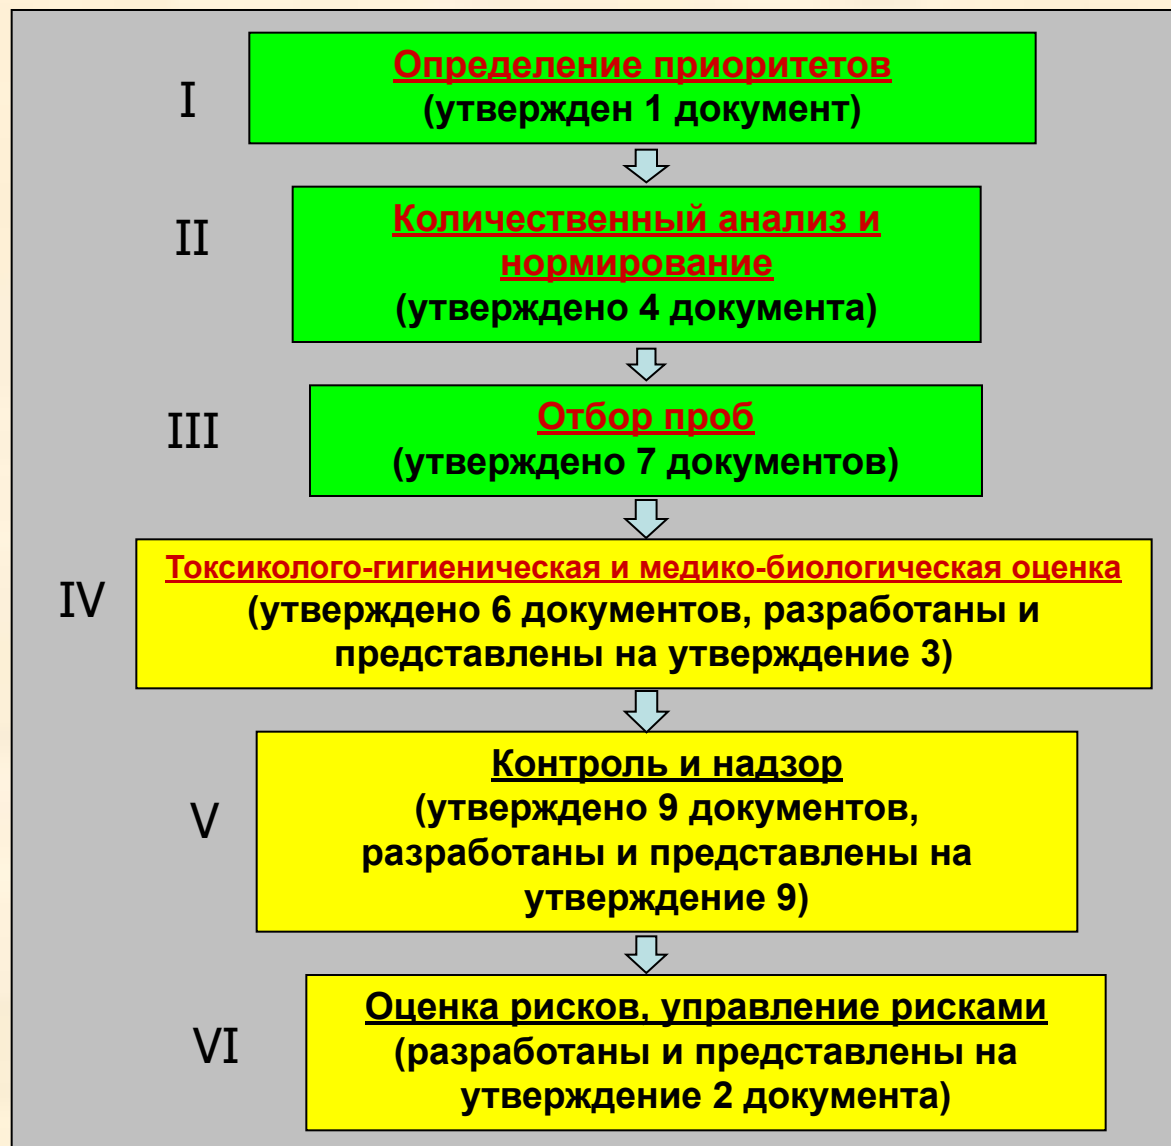 I
Определение приоритетов
(утвержден 1 документ)
II
Количественный анализ и
нормирование
(утверждено 4 документа)
III
Отбор проб
(утверждено 7 документов)
IV
Токсиколого-гигиеническая и медико-биологическая оценка
(утверждено 6 документов, разработаны и
представлены на утверждение 3)
V
Контроль и надзор
(утверждено 9 документов,
разработаны и представлены на
утверждение 9)
VI
Оценка рисков, управление рисками
(разработаны и представлены на
утверждение 2 документа)